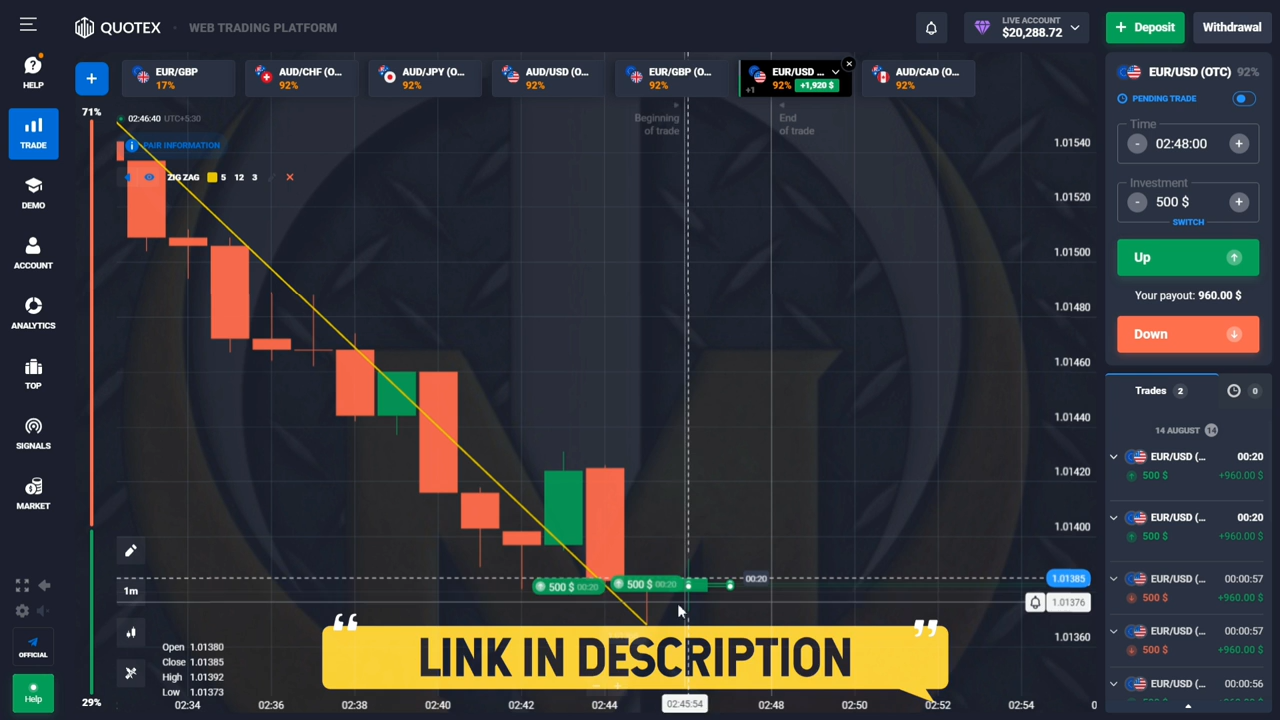 QUOTEX
WEB TRADING PLATFORM
LIVE ACCOUNT
$20,288.72
+ Deposit
Withdrawal
HELP
TRADE
DEMO
ACCOUNT
ANALYTICS
TOP
SIGNALS
MARKET
OFFICIAL
Help
+
EUR/GBP
17%
AUD/CHF (O...
92%
AUD/JPY (O...
92%
AUD/USD (O...
92%
EUR/GBP (O...
92%
EUR/USD ...
+1 92% +1,920 $
AUD/CAD (O...
92%
71%
29%
02:46:40 UTC+5:30
PAIR INFORMATION
ZIG ZAG 5 12 3
Beginning
of trade
End
of trade
1.01540
1.01520
1.01500
1.01480
1.01460
1.01440
1.01420
1.01400
1.01385
1.01376
1.01360
500 $ 00:20
500 $ 00:20
00:20
1m
Open 1.01380
Close 1.01385
High 1.01392
Low 1.01373
“LINK IN DESCRIPTION”
02:34
02:36
02:38
02:40
02:42
02:44
02:45:54
02:48
02:50
02:52
02:54
EUR/USD (OTC) 92%
PENDING TRADE
Time
- 02:48:00 +
Investment
- 500 $ +
SWITCH
Up
Your payout: 960.00 $
Down
Trades 2
0
14 AUGUST 14
EUR/USD (... 00:20
500 $ +960.00 $
EUR/USD (... 00:20
500 $ +960.00 $
EUR/USD (... 00:00:57
500 $ +960.00 $
EUR/USD (... 00:00:57
500 $ +960.00 $
EUR/USD (... 00:00:56